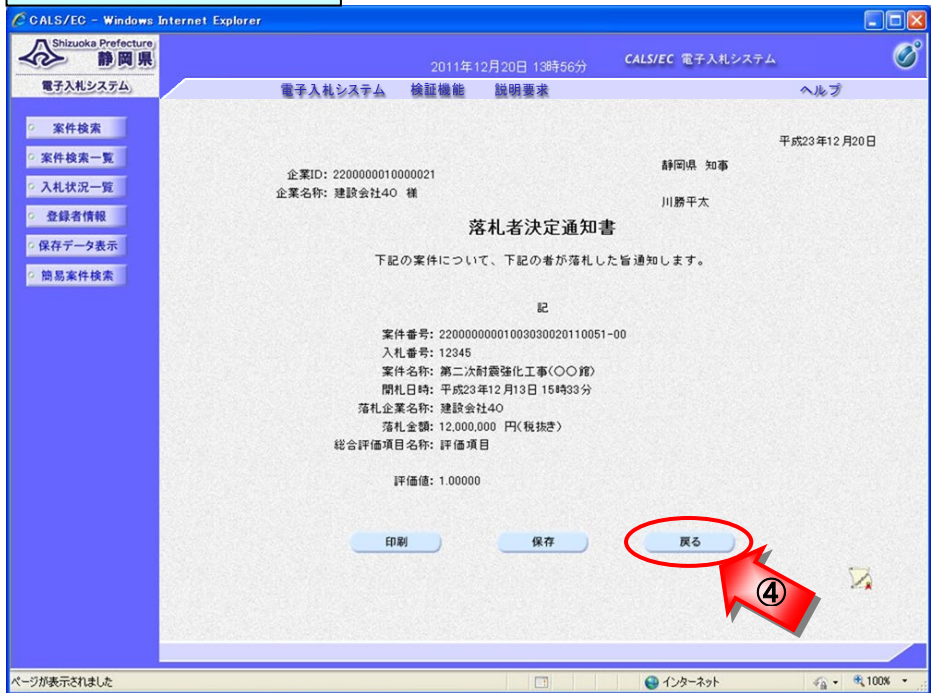 CALS/EC - Windows Internet Explorer
Shizuoka Prefecture
静岡県
電子入札システム
2011年12月20日 13時56分
CALS/EC 電子入札システム
電子入札システム 検証機能 説明要求 ヘルプ
案件検索
案件検索一覧
入札状況一覧
登録者情報
保存データ表示
簡易案件検索
平成23年12月20日
静岡県 知事
企業ID: 2200000010000021
企業名称: 建設会社40 様
川勝平太
落札者決定通知書
下記の案件について、下記の者が落札した旨通知します。
記
案件番号: 22000000001003030020110051-00
入札番号: 12345
案件名称: 第二次耐震強化工事(〇〇館)
開札日時: 平成23年12月13日 15時33分
落札企業名称: 建設会社40
落札金額: 12,000,000 円(税抜き)
総合評価項目名称: 評価項目
評価値: 1.00000
印刷 保存 戻る
④
ページが表示されました インターネット 100%